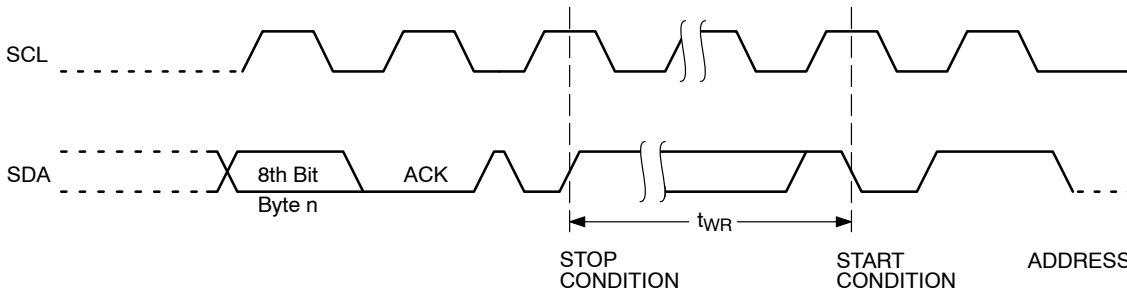 SCL
SDA
8th Bit
Byte n
ACK
tWR
STOP
CONDITION
START
CONDITION
ADDRESS